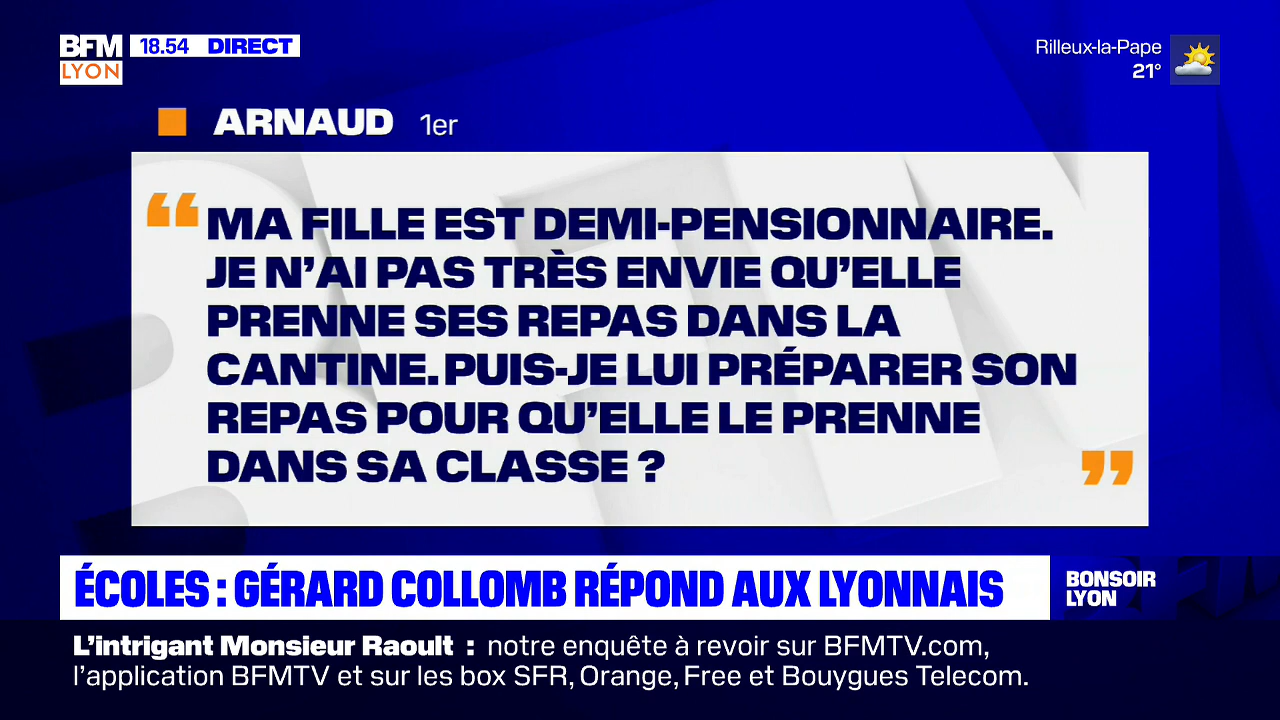 BFM
LYON
18.54 DIRECT
Rilleux-la-Pape
21°
ARNAUD 1er
“MA FILLE EST DEMI-PENSIONNAIRE.
JE N’AI PAS TRÈS ENVIE QU’ELLE
PRENNE SES REPAS DANS LA
CANTINE. PUIS-JE LUI PRÉPARER SON
REPAS POUR QU’ELLE LE PRENNE
DANS SA CLASSE ?”
ÉCOLES : GÉRARD COLLOMB RÉPOND AUX LYONNAIS
BONSOIR
LYON
L’intrigant Monsieur Raoult : notre enquête à revoir sur BFMTV.com,
l’application BFMTV et sur les box SFR, Orange, Free et Bouygues Telecom.